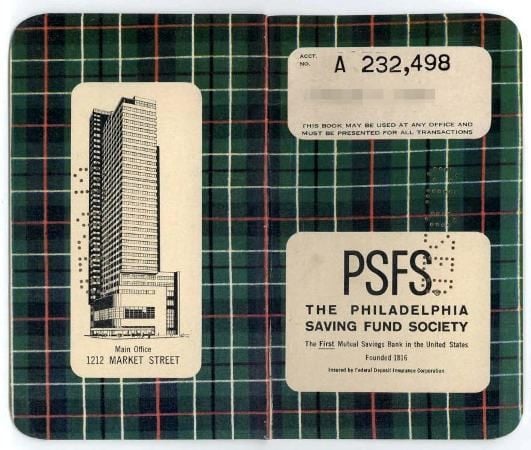 Main Office
1212 MARKET STREET
ACCT.
NO. A 232,498
THIS BOOK MAY BE USED AT ANY OFFICE AND
MUST BE PRESENTED FOR ALL TRANSACTIONS
PSFS
THE PHILADELPHIA
SAVING FUND SOCIETY
The First Mutual Savings Bank in the United States
Founded 1816
Insured by Federal Deposit Insurance Corporation